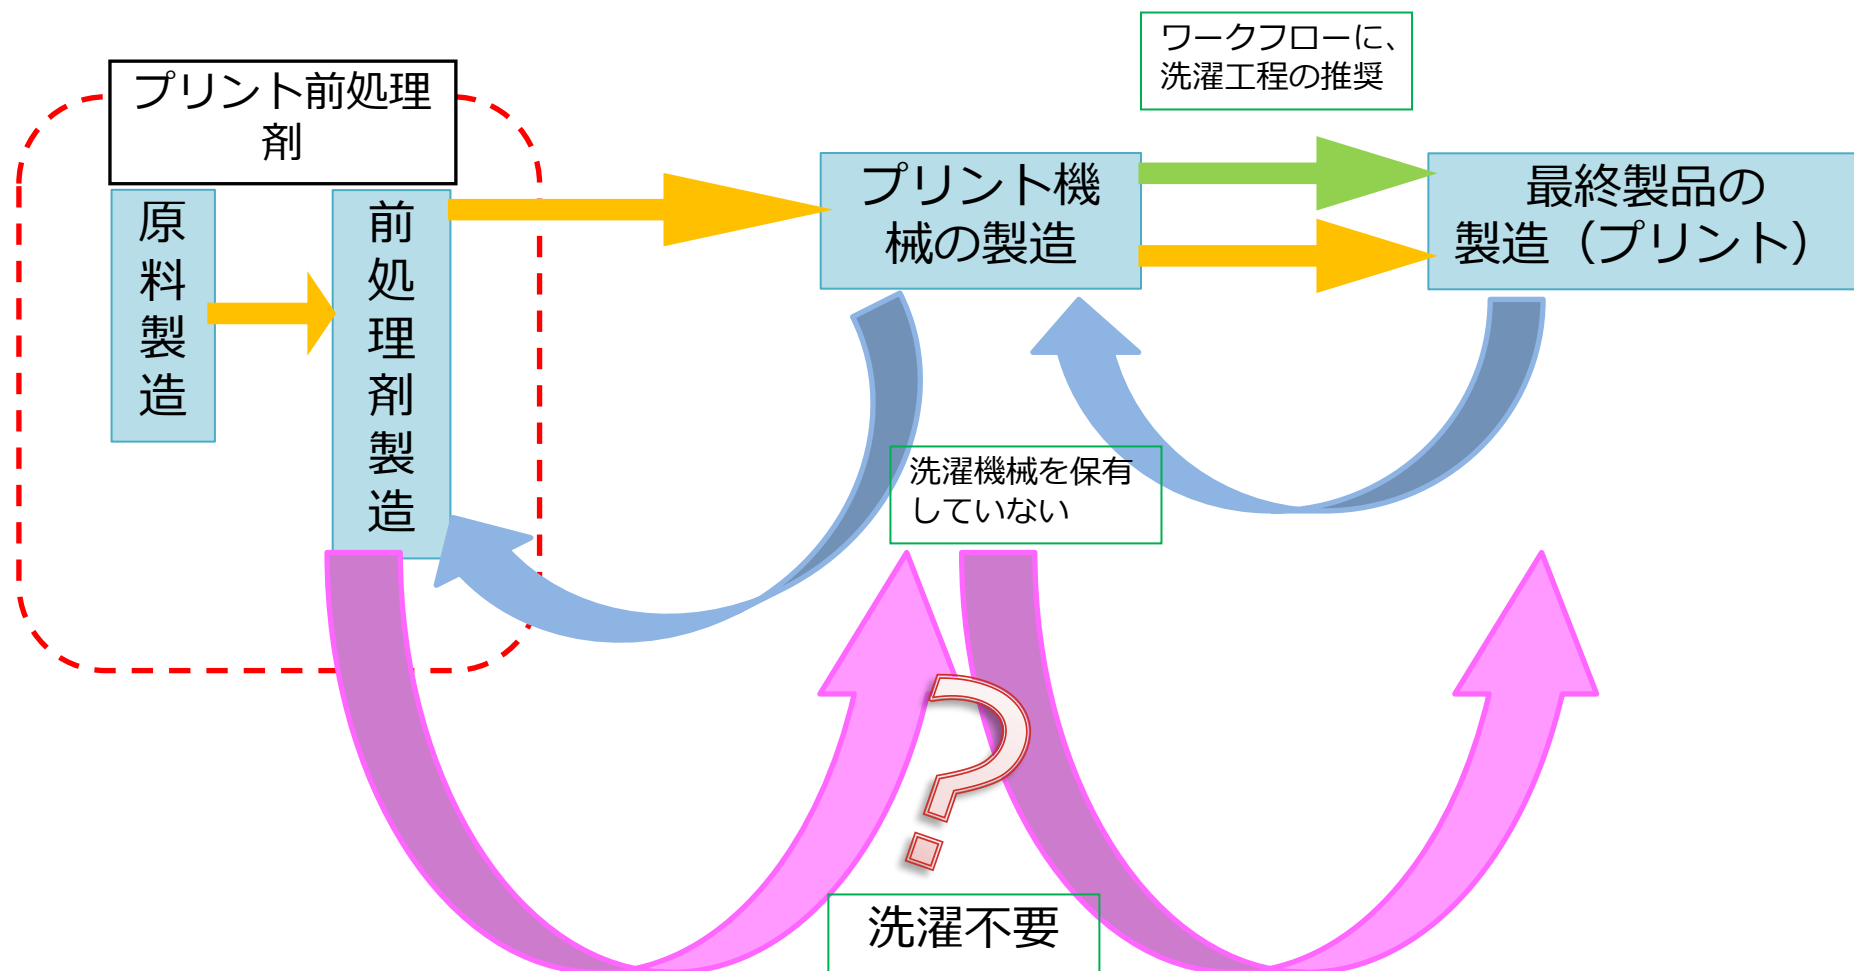 ワークフローに、
洗濯工程の推奨
プリント前処理
剤
原
料
製
造
前
処
理
剤
製
造
プリント機
械の製造
最終製品の
製造（プリント）
洗濯機械を保有
していない
?
洗濯不要